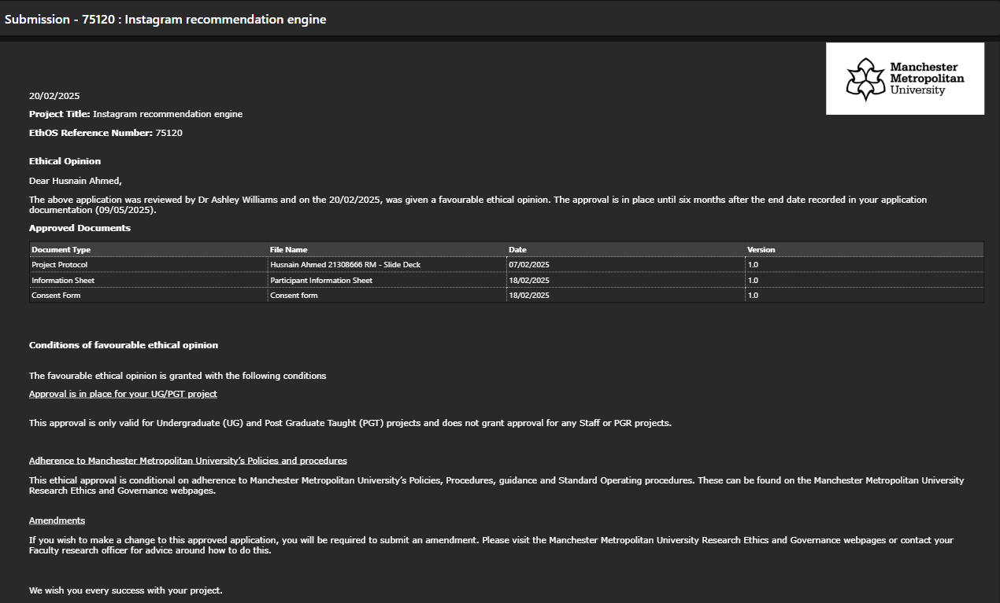 Submission - 75120 : Instagram recommendation engine
Manchester
Metropolitan
University
20/02/2025
Project Title: Instagram recommendation engine
EthOS Reference Number: 75120
Ethical Opinion
Dear Husnain Ahmed,
The above application was reviewed by Dr Ashley Williams and on the 20/02/2025, was given a favourable ethical opinion. The approval is in place until six months after the end date recorded in your application
documentation (09/05/2025).
Approved Documents
Document Type File Name Date Version
Project Protocol Husnain Ahmed 21308666 RM - Slide Deck 07/02/2025 1.0
Information Sheet Participant Information Sheet 18/02/2025 1.0
Consent Form Consent form 18/02/2025 1.0
Conditions of favourable ethical opinion
The favourable ethical opinion is granted with the following conditions
Approval is in place for your UG/PGT project
This approval is only valid for Undergraduate (UG) and Post Graduate Taught (PGT) projects and does not grant approval for any Staff or PGR projects.
Adherence to Manchester Metropolitan University's Policies and procedures
This ethical approval is conditional on adherence to Manchester Metropolitan University's Policies, Procedures, guidance and Standard Operating procedures. These can be found on the Manchester Metropolitan University
Research Ethics and Governance webpages.
Amendments
If you wish to make a change to this approved application, you will be required to submit an amendment. Please visit the Manchester Metropolitan University Research Ethics and Governance webpages or contact your
Faculty research officer for advice around how to do this.
We wish you every success with your project.